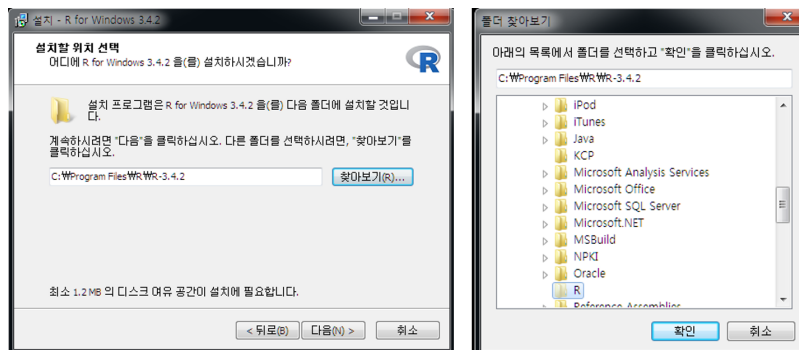 설치 - R for Windows 3.4.2
설치할 위치 선택
어디에 R for Windows 3.4.2 을(를) 설치하시겠습니까?
R
설치 프로그램은 R for Windows 3.4.2 을(를) 다음 폴더에 설치할 것입니
다.
계속하시려면 "다음"을 클릭하십시오. 다른 폴더를 선택하시려면, "찾아보기"를
클릭하십시오.
C:₩Program Files₩R₩R-3.4.2
찾아보기(R)...
최소 1.2 MB 의 디스크 여유 공간이 설치에 필요합니다.
< 뒤로(B)
다음(N) >
취소
폴더 찾아보기
아래의 목록에서 폴더를 선택하고 "확인"을 클릭하십시오.
C:₩Program Files₩R₩R-3.4.2
iPod
iTunes
Java
KCP
Microsoft Analysis Services
Microsoft Office
Microsoft SQL Server
Microsoft.NET
MSBuild
NPKI
Oracle
R
Reference Assemblies
확인
취소